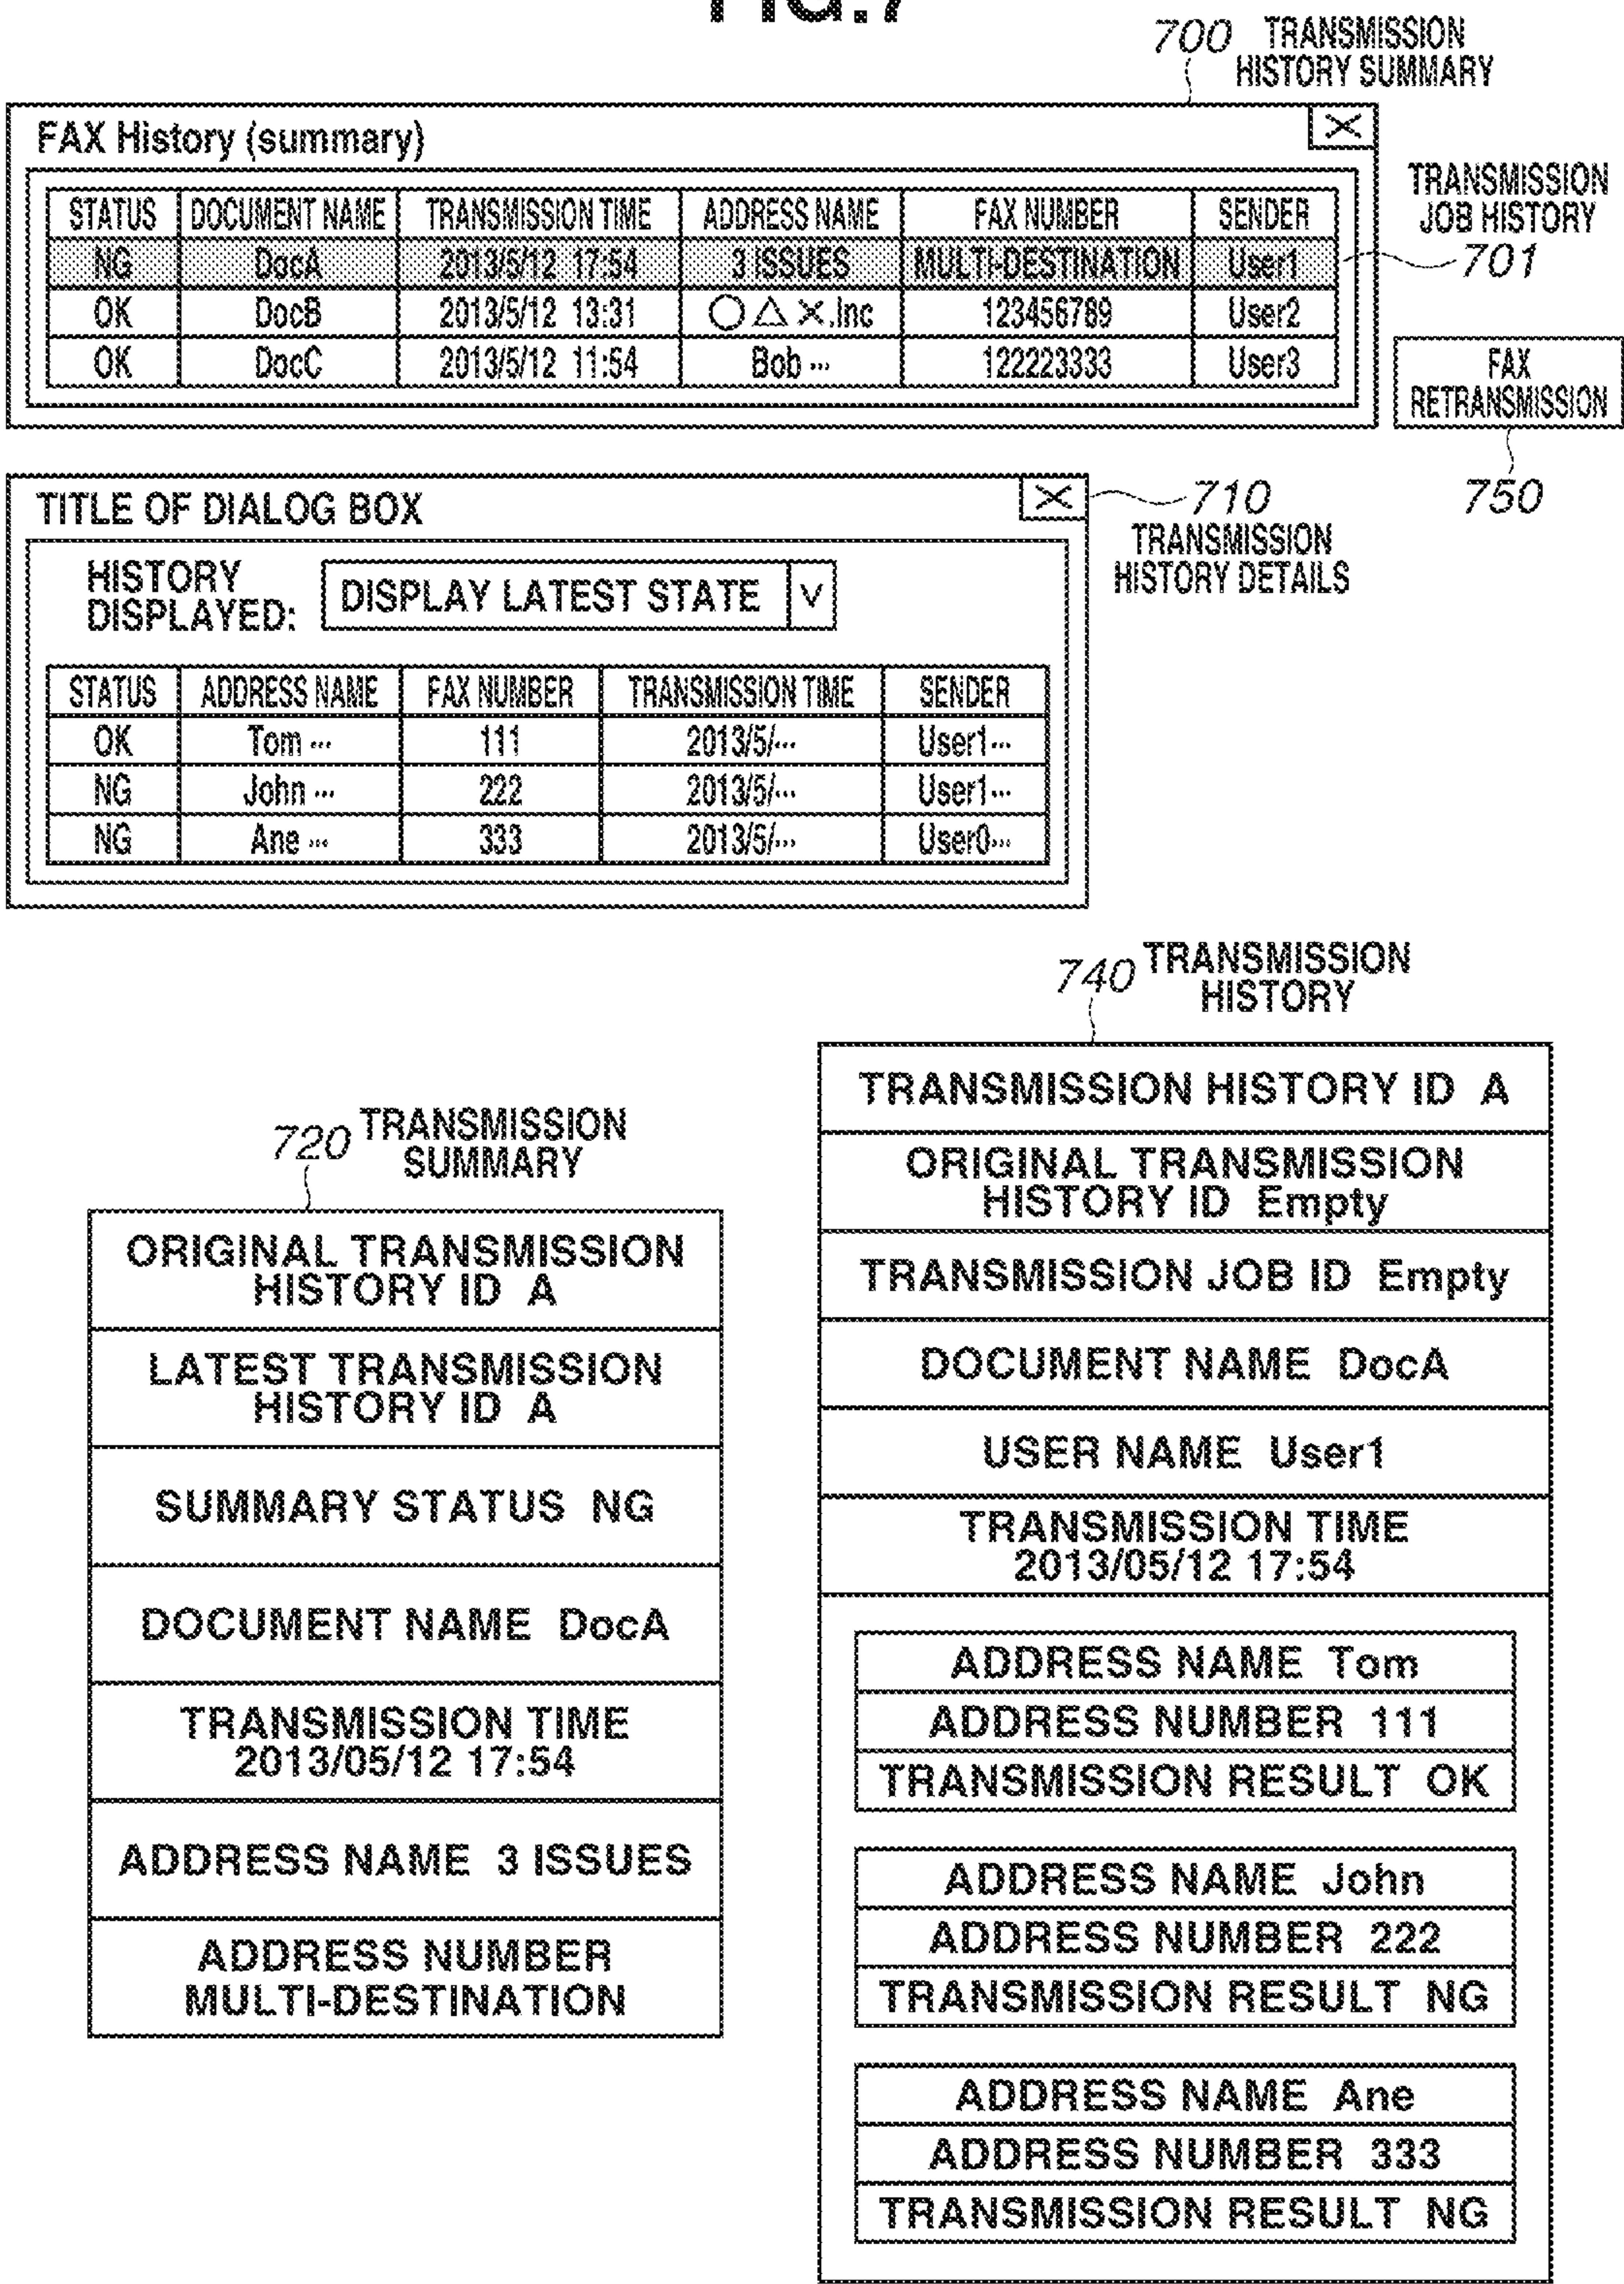 FIG.7
700 TRANSMISSION
HISTORY SUMMARY
FAX History (summary)
TRANSMISSION
JOB HISTORY
701
STATUS DOCUMENT NAME TRANSMISSION TIME ADDRESS NAME FAX NUMBER SENDER
NG DocA 2013/5/12 17:54 3 ISSUES MULTI-DESTINATION User1
OK DocB 2013/5/12 13:31 ○△×.Inc 123456789 User2
OK DocC 2013/5/12 11:54 Bob ... 122223333 User3
FAX
RETRANSMISSION
750
TITLE OF DIALOG BOX
710
TRANSMISSION
HISTORY DETAILS
HISTORY
DISPLAYED:
DISPLAY LATEST STATE V
STATUS ADDRESS NAME FAX NUMBER TRANSMISSION TIME SENDER
OK Tom ... 111 2013/5/... User1...
NG John ... 222 2013/5/... User1...
NG Ane ... 333 2013/5/... User0...
720 TRANSMISSION
SUMMARY
ORIGINAL TRANSMISSION
HISTORY ID A
LATEST TRANSMISSION
HISTORY ID A
SUMMARY STATUS NG
DOCUMENT NAME DocA
TRANSMISSION TIME
2013/05/12 17:54
ADDRESS NAME 3 ISSUES
ADDRESS NUMBER
MULTI-DESTINATION
740 TRANSMISSION
HISTORY
TRANSMISSION HISTORY ID A
ORIGINAL TRANSMISSION
HISTORY ID Empty
TRANSMISSION JOB ID Empty
DOCUMENT NAME DocA
USER NAME User1
TRANSMISSION TIME
2013/05/12 17:54
ADDRESS NAME Tom
ADDRESS NUMBER 111
TRANSMISSION RESULT OK
ADDRESS NAME John
ADDRESS NUMBER 222
TRANSMISSION RESULT NG
ADDRESS NAME Ane
ADDRESS NUMBER 333
TRANSMISSION RESULT NG